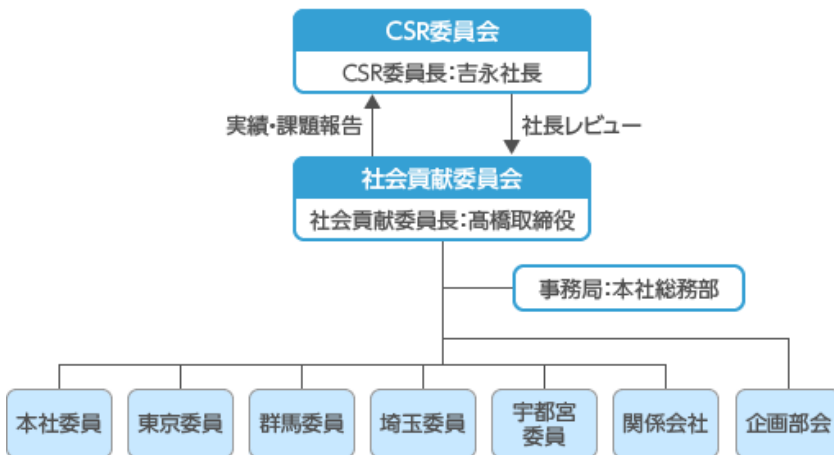 CSR委員会
CSR委員長:吉永社長
実績・課題報告
社長レビュー
社会貢献委員会
社会貢献委員長:髙橋取締役
事務局:本社総務部
本社委員
東京委員
群馬委員
埼玉委員
宇都宮
委員
関係会社
企画部会